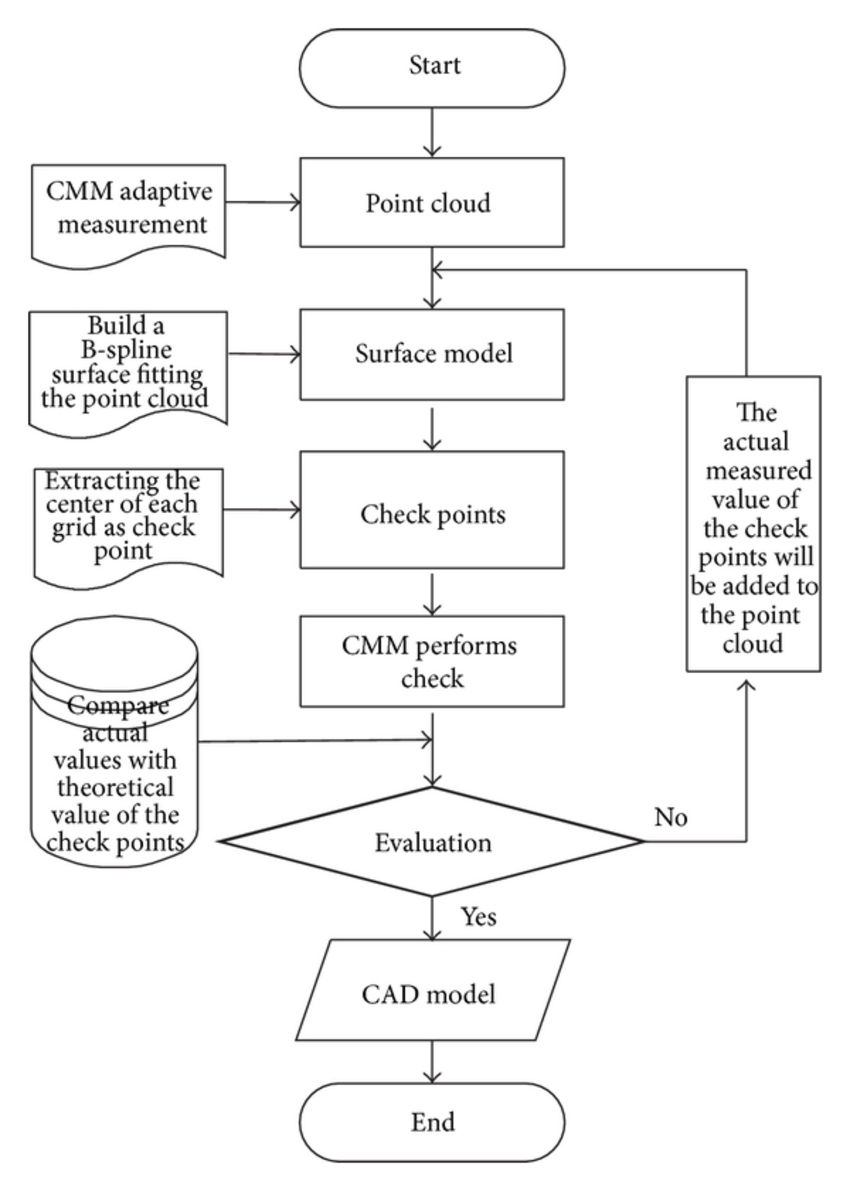 Start
CMM adaptive
measurement
Point cloud
Build a
B-spline
surface fitting
the point cloud
Surface model
Extracting the
center of each
grid as check
point
Check points
The
actual
measured
value of
the check
points will
be added to
the point
cloud
CMM performs
check
Compare
actual
values with
theoretical
value of the
check points
Evaluation
No
Yes
CAD model
End